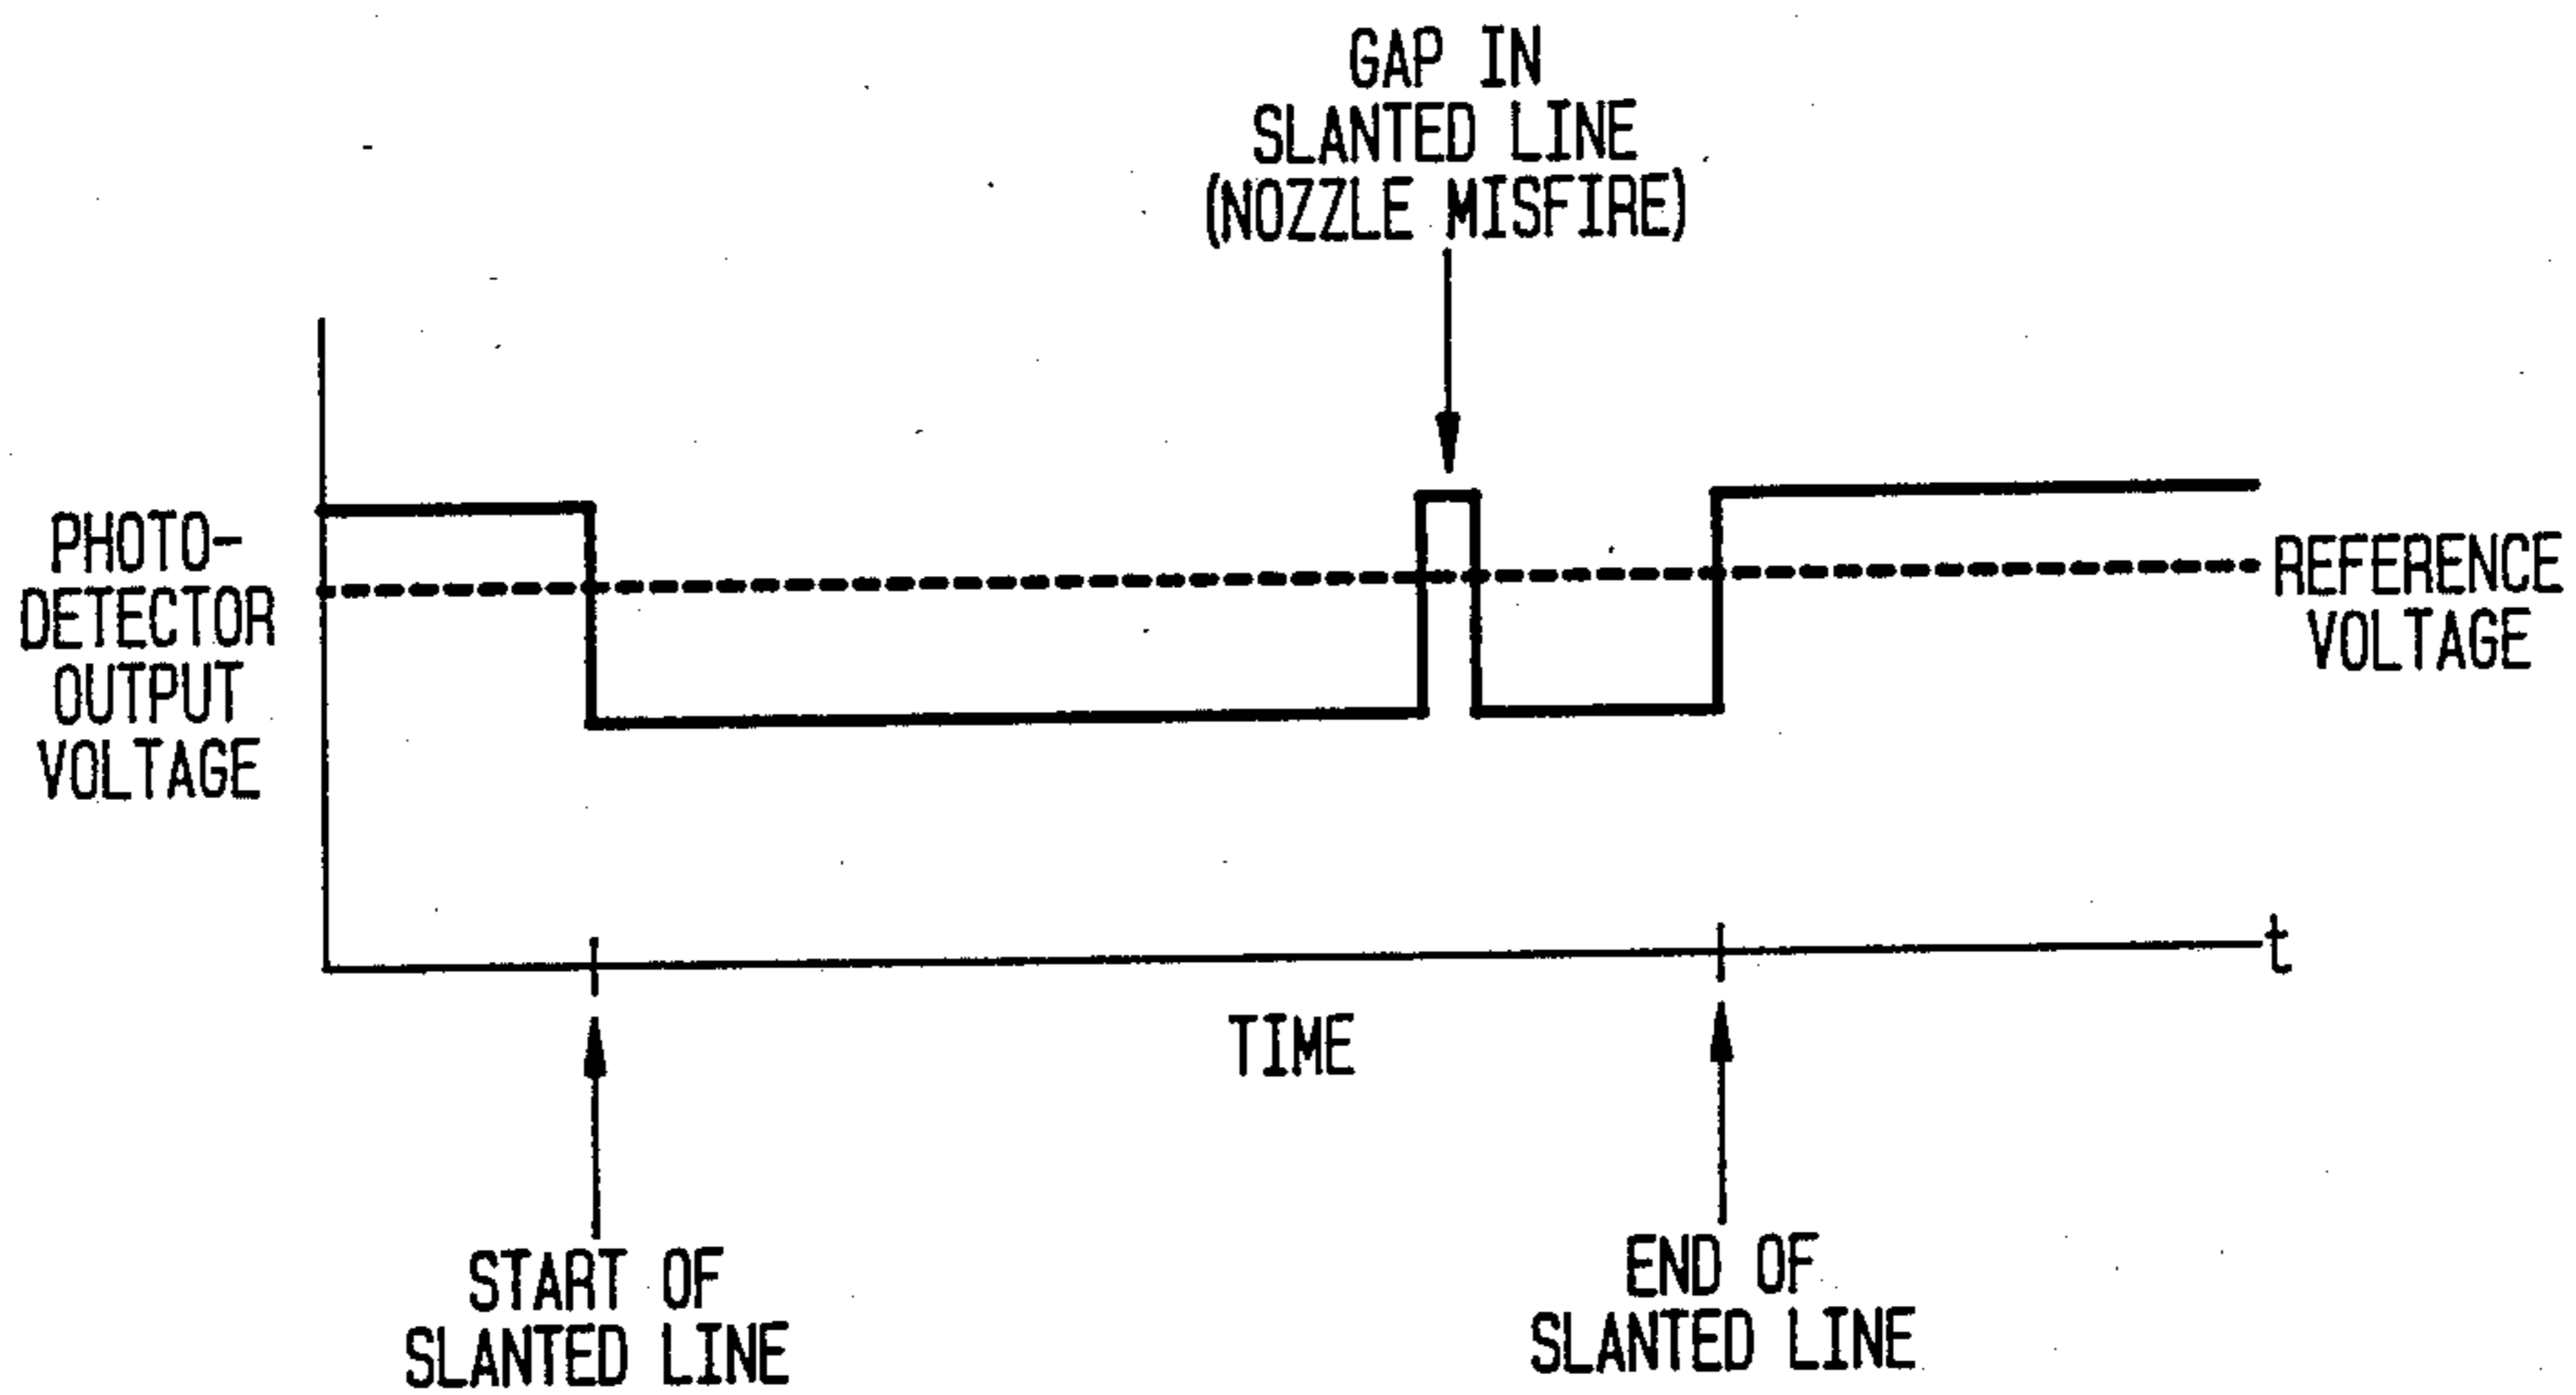 GAP IN
SLANTED LINE
(NOZZLE MISFIRE)
PHOTO-
DETECTOR
OUTPUT
VOLTAGE
REFERENCE
VOLTAGE
t
TIME
START OF
SLANTED LINE
END OF
SLANTED LINE